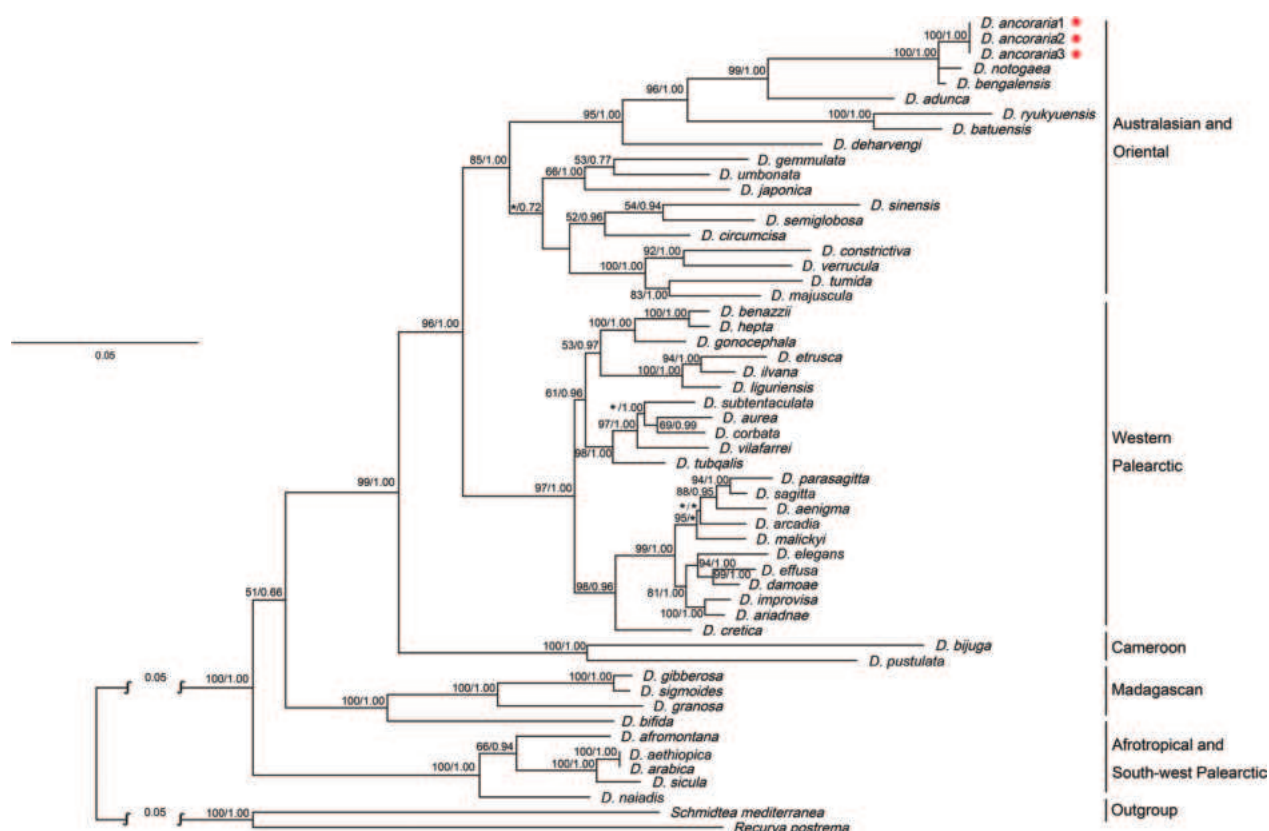 D. ancoraria1
100/1.00
D. ancoraria2
100/1.00
D. ancoraria3
99/1.00
D. notogaea
D. bengalensis
96/1.00
D. adunca
95/1.00
100/1.00
D. ryukyuensis
D. batuensis
D. deharvengi
Australasian and
Oriental
85/1.00
53/0.77
D. gemmulata
66/1.00
D. umbonata
D. japonica
*/0.72
54/0.94
D. sinensis
52/0.96
D. semiglobosa
D. circumcisa
92/1.00
D. constrictiva
100/1.00
D. verrucula
D. tumida
83/1.00
D. majuscula
96/1.00
100/1.00
D. benazzii
100/1.00
D. hepta
D. gonocephala
53/0.97
94/1.00
D. etrusca
100/1.00
D. ilvana
D. liguriensis
0.05
61/0.96
*/1.00
D. subtentaculata
D. aurea
97/1.00
69/0.99
D. corbata
98/1.00
D. vilafarrei
D. tubqalis
Western
Palearctic
99/1.00
97/1.00
94/1.00
D. parasagitta
88/0.95
D. sagitta
*/*
D. aenigma
95/*
D. arcadia
D. malickyi
99/1.00
D. elegans
94/1.00
D. effusa
99/1.00
D. damoae
81/1.00
D. improvisa
100/1.00
D. ariadnae
98/0.96
D. cretica
51/0.66
100/1.00
D. bijuga
D. pustulata
Cameroon
0.05
100/1.00
100/1.00
D. gibberosa
100/1.00
D. sigmoides
100/1.00
D. granosa
D. bifida
Madagascan
66/0.94
D. afromontana
100/1.00
D. aethiopica
100/1.00
D. arabica
100/1.00
D. sicula
D. naiadis
Afrotropical and
South-west Palearctic
0.05
100/1.00
Schmidtea mediterranea
Recurva postrema
Outgroup